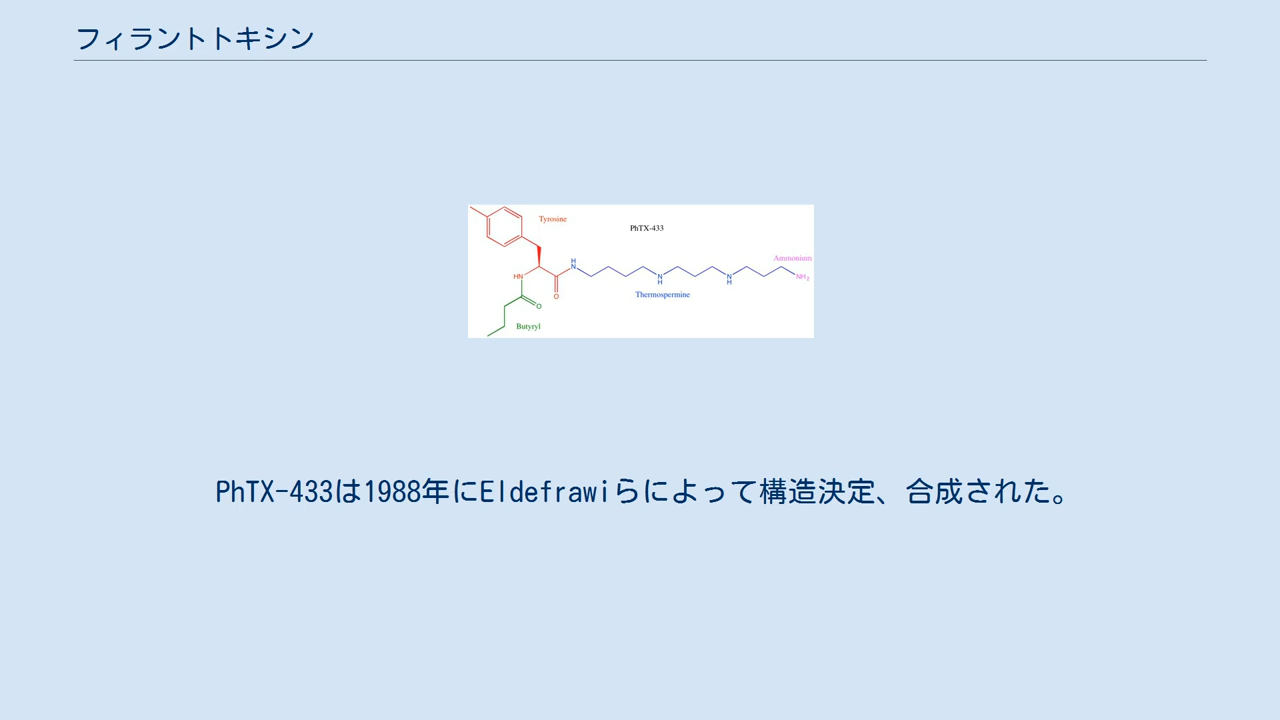 フィラントトキシン
Tyrosine
PhTX-433
Ammonium
H
N
HN
O
N
H
N
H
NH2
Thermospermine
O
Butyryl
PhTX-433は1988年にEldefrawiらによって構造決定、合成された。